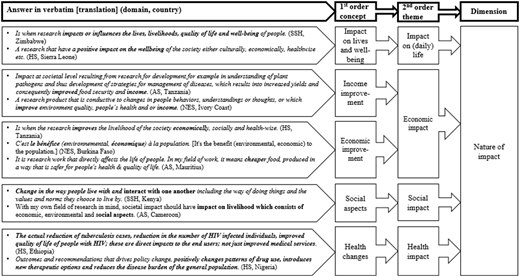 Answer in verbatim [translation] (domain, country)
1st order concept
2nd order theme
Dimension
• Is when research impacts or influences the lives, livelihoods, quality of life and well-being of people. (SSH, Zimbabwe)
• A research that have a positive impact on the wellbeing of the society either culturally, economically, healthwise etc. (HS, Sierra Leone)
Impact on lives and well-being
Impact on (daily) life
• Impact at societal level resulting from research for development for example in understanding of plant pathogens and thus development of strategies for management of diseases, which results into increased yields and consequently improved food security and income. (AS, Tanzania)
• A research product that is conductive to changes in people behaviors, understandings or thoughts, or which improve environment quality, people's health and or income. (NES, Ivory Coast)
Income improve-ment
Economic impact
• Is when the research improves the livelihood of the society economically, socially and health-wise. (HS, Tanzania)
• C'est le bénéfice (environmental, économique) à la population. [It's the benefit (environmental, economic) to the population.] (NES, Burkina Faso)
• It is research work that directly affects the life of people. In my field of work, it means cheaper food, produced in a way that is safer for people's health & quality of life. (AS, Mauritius)
Economic improve-ment
Nature of impact
• Change in the way people live with and interact with one another including the way of doing things and the values and norms they choose to live by. (SSH, Kenya)
• With my own field of research in mind, societal impact should have impact on livelihood which consists of economic, environmental and social aspects. (AS, Cameroon)
Social aspects
Social impact
• The actual reduction of tuberculosis cases, reduction in the number of HIV infected individuals, improved quality of life of people with HIV; these are direct impacts to the end users; not just improved medical services. (HS, Ethiopia)
• Outcomes and recommendations that drives policy change, positively changes patterns of drug use, introduces new therapeutic options and reduces the disease burden of the general population. (HS, Nigeria)
Health changes
Health impact